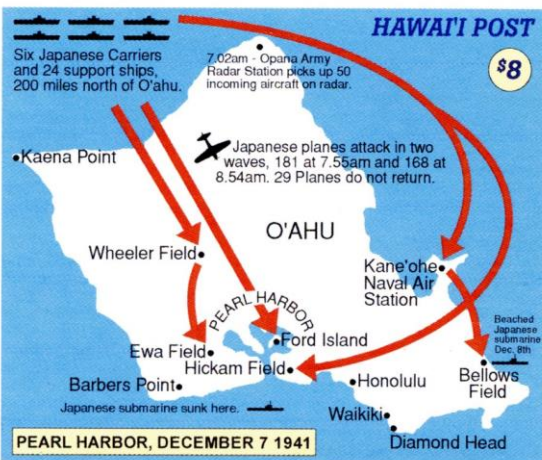 HAWAI'I POST
$8
Six Japanese Carriers
and 24 support ships,
200 miles north of O'ahu.
7.02am - Opana Army
Radar Station picks up 50
incoming aircraft on radar.
Japanese planes attack in two
waves, 181 at 7.55am and 168 at
8.54am. 29 Planes do not return.
Kaena Point
O'AHU
Wheeler Field
Kane'ohe
Naval Air
Station
PEARL HARBOR
Beached
Japanese
submarine
Dec. 8th
Ford Island
Ewa Field
Hickam Field
Bellows
Field
Barbers Point
Honolulu
Japanese submarine sunk here.
Waikiki
Diamond Head
PEARL HARBOR, DECEMBER 7 1941